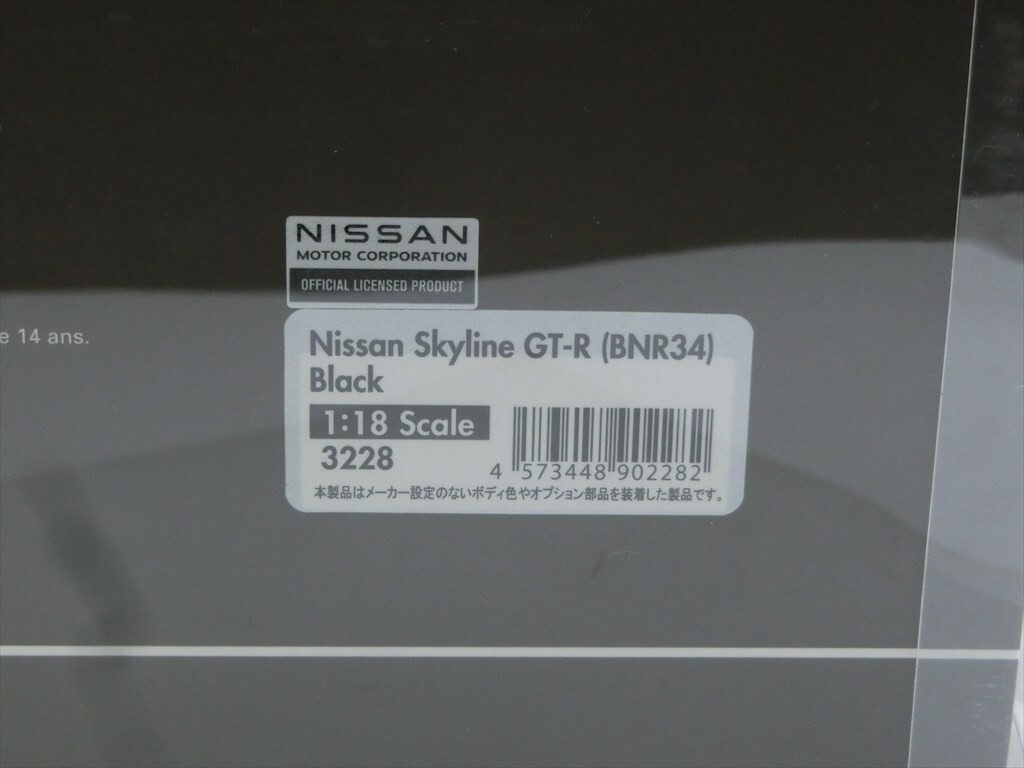 NISSAN
MOTOR CORPORATION
OFFICIAL LICENSED PRODUCT
e 14 ans.
Nissan Skyline GT-R (BNR34)
Black
1:18 Scale
3228
4 573448 902282
本製品はメーカー設定のないボディ色やオプション部品を装着した製品です。